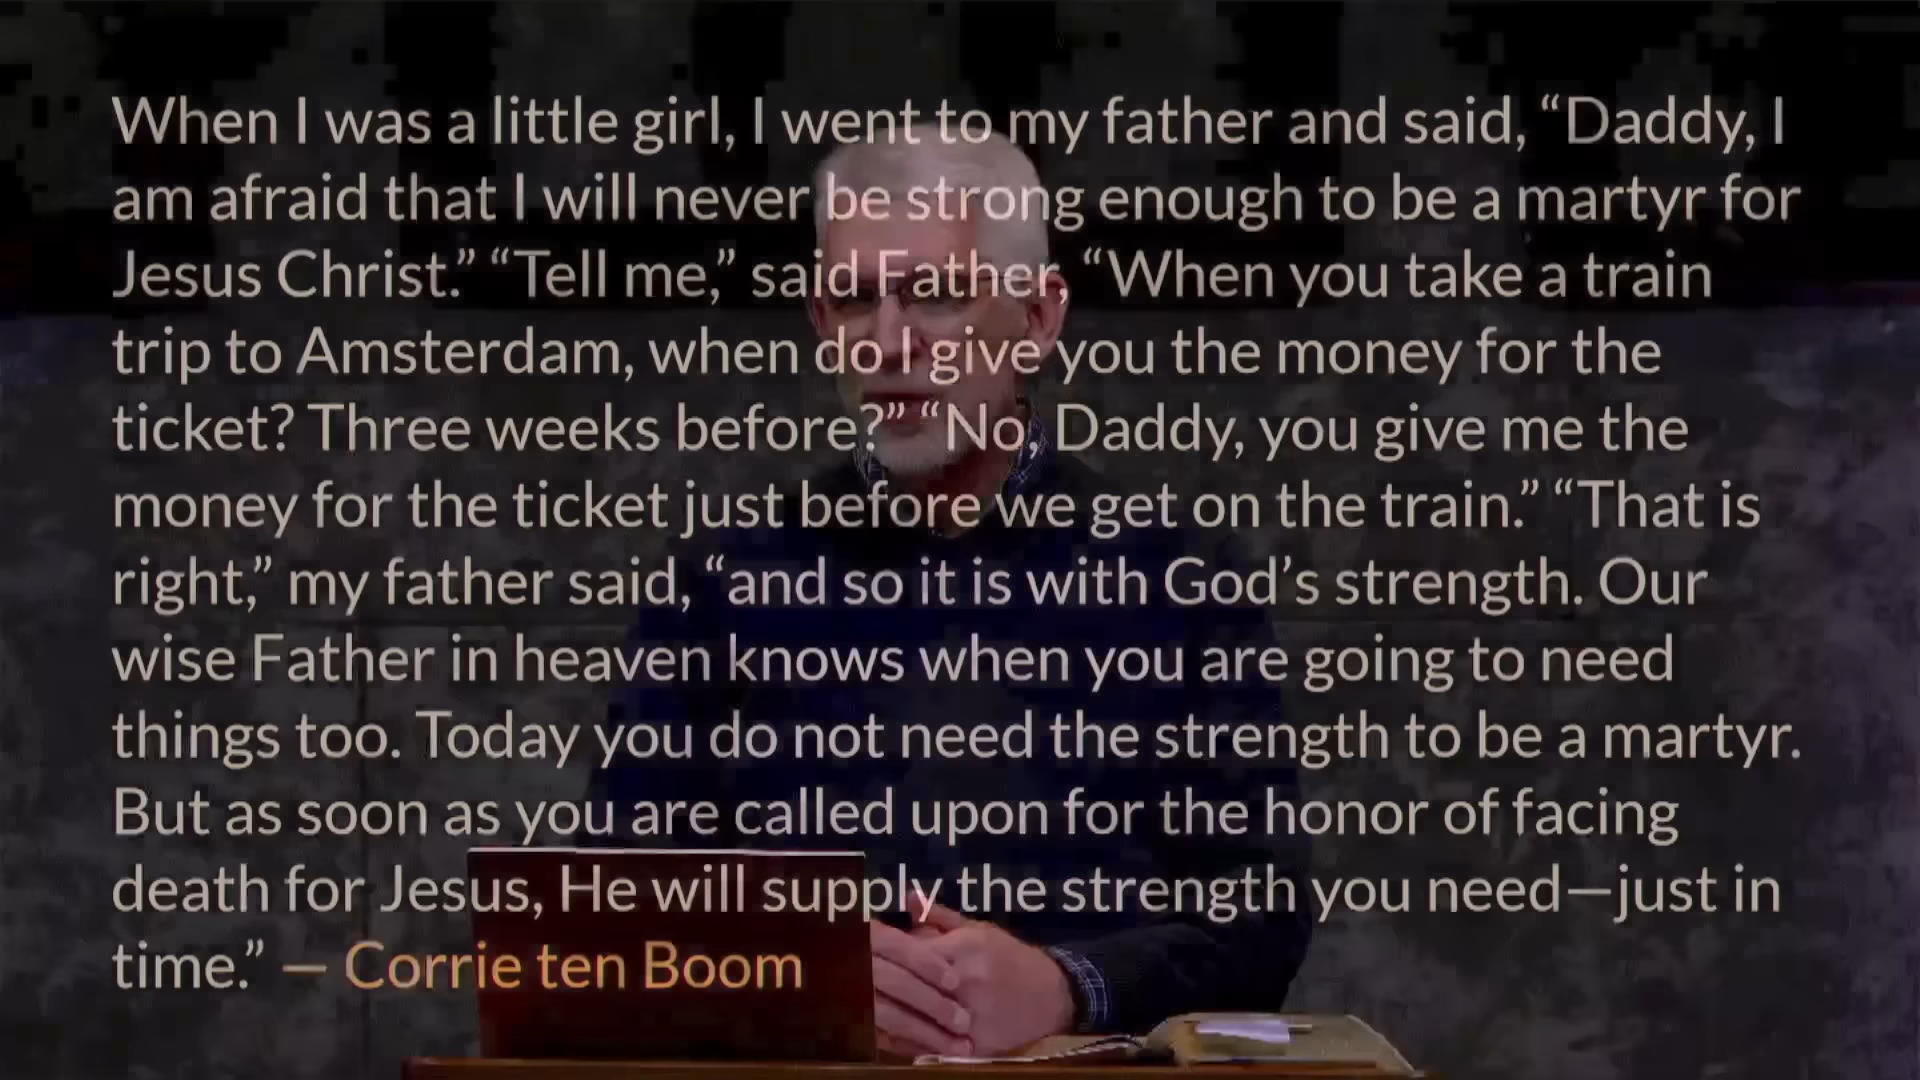 When I was a little girl, I went to my father and said, “Daddy, I
am afraid that I will never be strong enough to be a martyr for
Jesus Christ.” “Tell me,” said Father, “When you take a train
trip to Amsterdam, when do I give you the money for the
ticket? Three weeks before?” “No, Daddy, you give me the
money for the ticket just before we get on the train.” “That is
right,” my father said, “and so it is with God’s strength. Our
wise Father in heaven knows when you are going to need
things too. Today you do not need the strength to be a martyr.
But as soon as you are called upon for the honor of facing
death for Jesus, He will supply the strength you need—just in
time.” — Corrie ten Boom